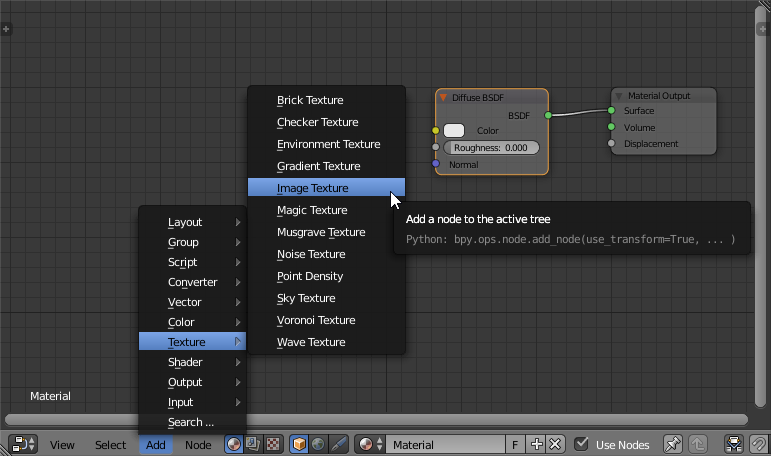 Diffuse BSDF
BSDF
Color
Roughness: 0.000
Normal
Material Output
Surface
Volume
Displacement
Brick Texture
Checker Texture
Environment Texture
Gradient Texture
Image Texture
Magic Texture
Musgrave Texture
Noise Texture
Point Density
Sky Texture
Voronoi Texture
Wave Texture
Add a node to the active tree
Python: bpy.ops.node.add_node(use_transform=True, ... )
Layout
Group
Script
Converter
Vector
Color
Texture
Shader
Output
Input
Search ...
Material
View Select Add Node Material F Use Nodes